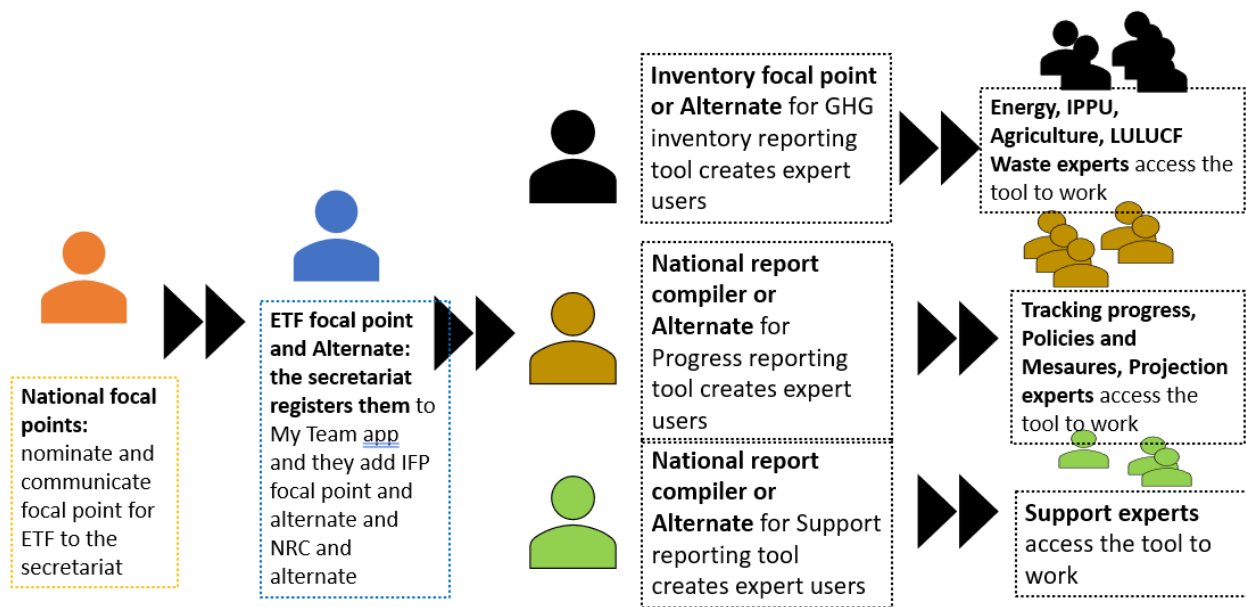 National focal
points:
nominate and
communicate
focal point for
ETF to the
secretariat
ETF focal point
and Alternate:
the secretariat
registers them to
My Team app
and they add IFP
focal point and
alternate and
NRC and
alternate
Inventory focal point
or Alternate for GHG
inventory reporting
tool creates expert
users
Energy, IPPU,
Agriculture, LULUCF
Waste experts access the
tool to work
National report
compiler or
Alternate for
Progress reporting
tool creates expert
users
Tracking progress,
Policies and
Mesaures, Projection
experts access the
tool to work
National report
compiler or
Alternate for Support
reporting tool
creates expert users
Support experts
access the tool to
work